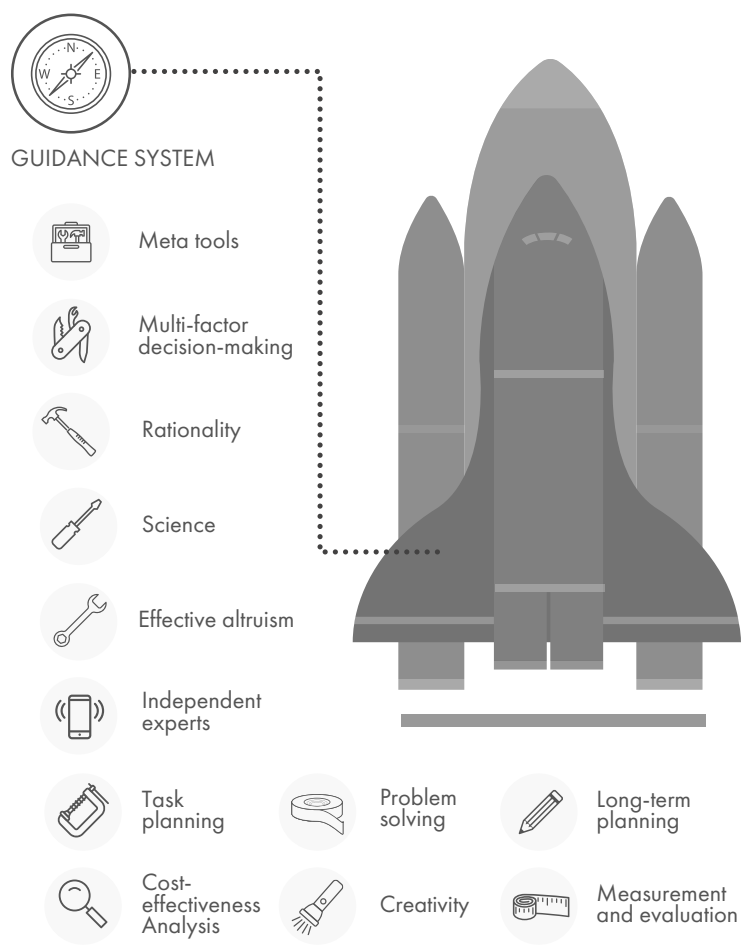 N
W E
S
GUIDANCE SYSTEM
Meta tools
Multi-factor
decision-making
Rationality
Science
Effective altruism
Independent
experts
Task
planning
Problem
solving
Long-term
planning
Cost-
effectiveness
Analysis
Creativity
Measurement
and evaluation